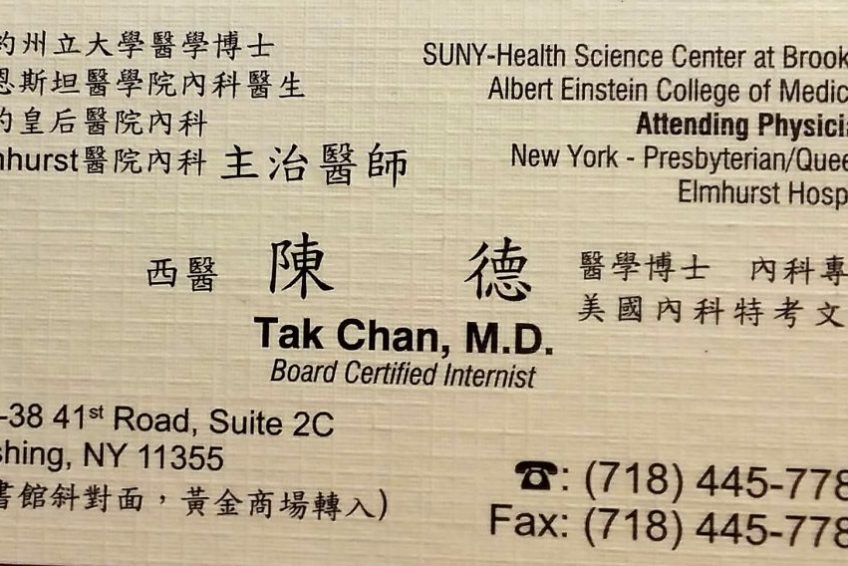 約州立大學醫學博士
恩斯坦醫學院內科醫生
約皇后醫院內科
mhurst醫院內科 主治醫師
SUNY-Health Science Center at Brook
Albert Einstein College of Medic
Attending Physicia
New York - Presbyterian/Quee
Elmhurst Hosp
西醫 陳 德 醫學博士 內科專
美國內科特考文
Tak Chan, M.D.
Board Certified Internist
-38 41st Road, Suite 2C
shing, NY 11355
書館斜對面，黃金商場轉入)
☎: (718) 445-778
Fax: (718) 445-778